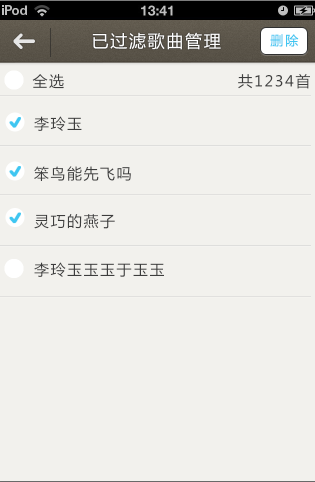 iPod 13:41
已过滤歌曲管理 删除
全选 共1234首
李玲玉
笨鸟能先飞吗
灵巧的燕子
李玲玉玉玉于玉玉